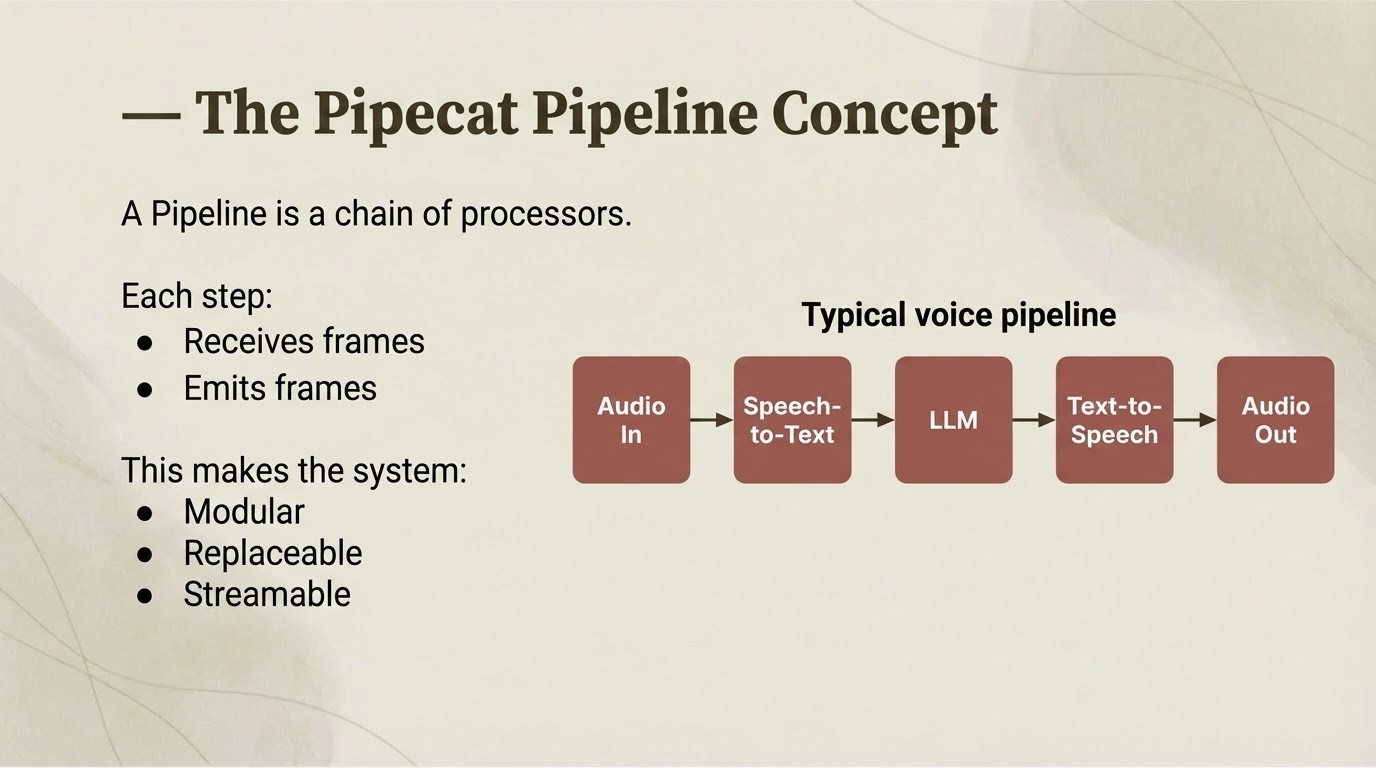 — The Pipecat Pipeline Concept
A Pipeline is a chain of processors.
Each step:
● Receives frames
● Emits frames
This makes the system:
● Modular
● Replaceable
● Streamable
Typical voice pipeline
Audio
In
Speech-
to-Text
LLM
Text-to-
Speech
Audio
Out